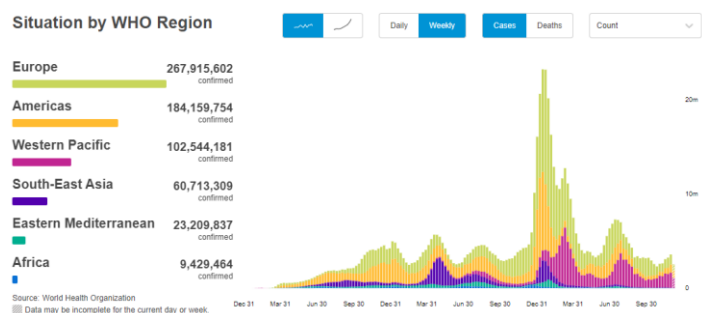 Situation by WHO Region
Daily
Weekly
Cases
Deaths
Count
Europe
267,915,602
confirmed
Americas
184,159,754
confirmed
Western Pacific
102,544,181
confirmed
South-East Asia
60,713,309
confirmed
Eastern Mediterranean
23,209,837
confirmed
Africa
9,429,464
confirmed
Source: World Health Organization
Data may be incomplete for the current day or week.
20m
10m
0
Dec 31 Mar 31 Jun 30 Sep 30 Dec 31 Mar 31 Jun 30 Sep 30 Dec 31 Mar 31 Jun 30 Sep 30